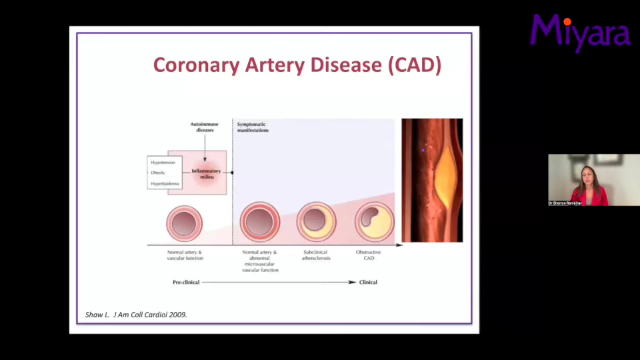 Miyara
Coronary Artery Disease (CAD)
Autoimmune
diseases
Symptomatic
manifestations
Hypertension
Obesity
Hyperlipidemia
Inflammatory
milieu
Normal artery &
vascular function
Normal artery &
abnormal
microvascular
vascular function
Subclinical
atherosclerosis
Obstructive
CAD
Pre-clinical
Clinical
Shaw L. J Am Coll Cardiol 2009.